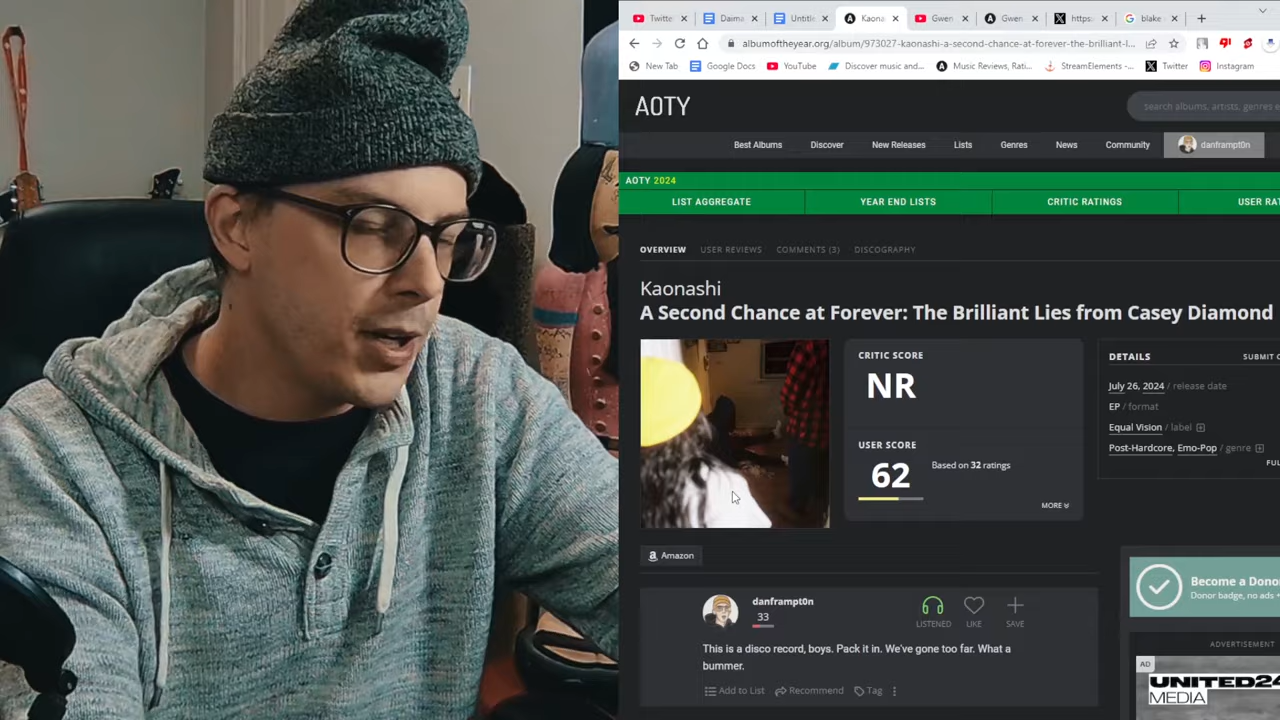 Twitte
Daima
Untitle
Kaona
Gwen
Gwen
https:
blake
albumoftheyear.org/album/973027-kaonashi-a-second-chance-at-forever-the-brilliant-l...
New Tab Google Docs YouTube Discover music and... Music Reviews, Rati... StreamElements -... Twitter Instagram
AOTY
search albums, artists, genres e
Best Albums Discover New Releases Lists Genres News Community danframpt0n
AOTY 2024
LIST AGGREGATE YEAR END LISTS CRITIC RATINGS USER RA
OVERVIEW USER REVIEWS COMMENTS (3) DISCOGRAPHY
Kaonashi
A Second Chance at Forever: The Brilliant Lies from Casey Diamond
CRITIC SCORE
NR
USER SCORE
62
Based on 32 ratings
MORE
DETAILS SUBMIT C
July 26, 2024 / release date
EP / format
Equal Vision / label
Post-Hardcore, Emo-Pop / genre
FUL
Amazon
danframpt0n
33
LISTENED LIKE SAVE
This is a disco record, boys. Pack it in. We've gone too far. What a
bummer.
Add to List Recommend Tag
Become a Dono
Donor badge, no ads +
ADVERTISEMENT
AD
UNITED24
MEDIA